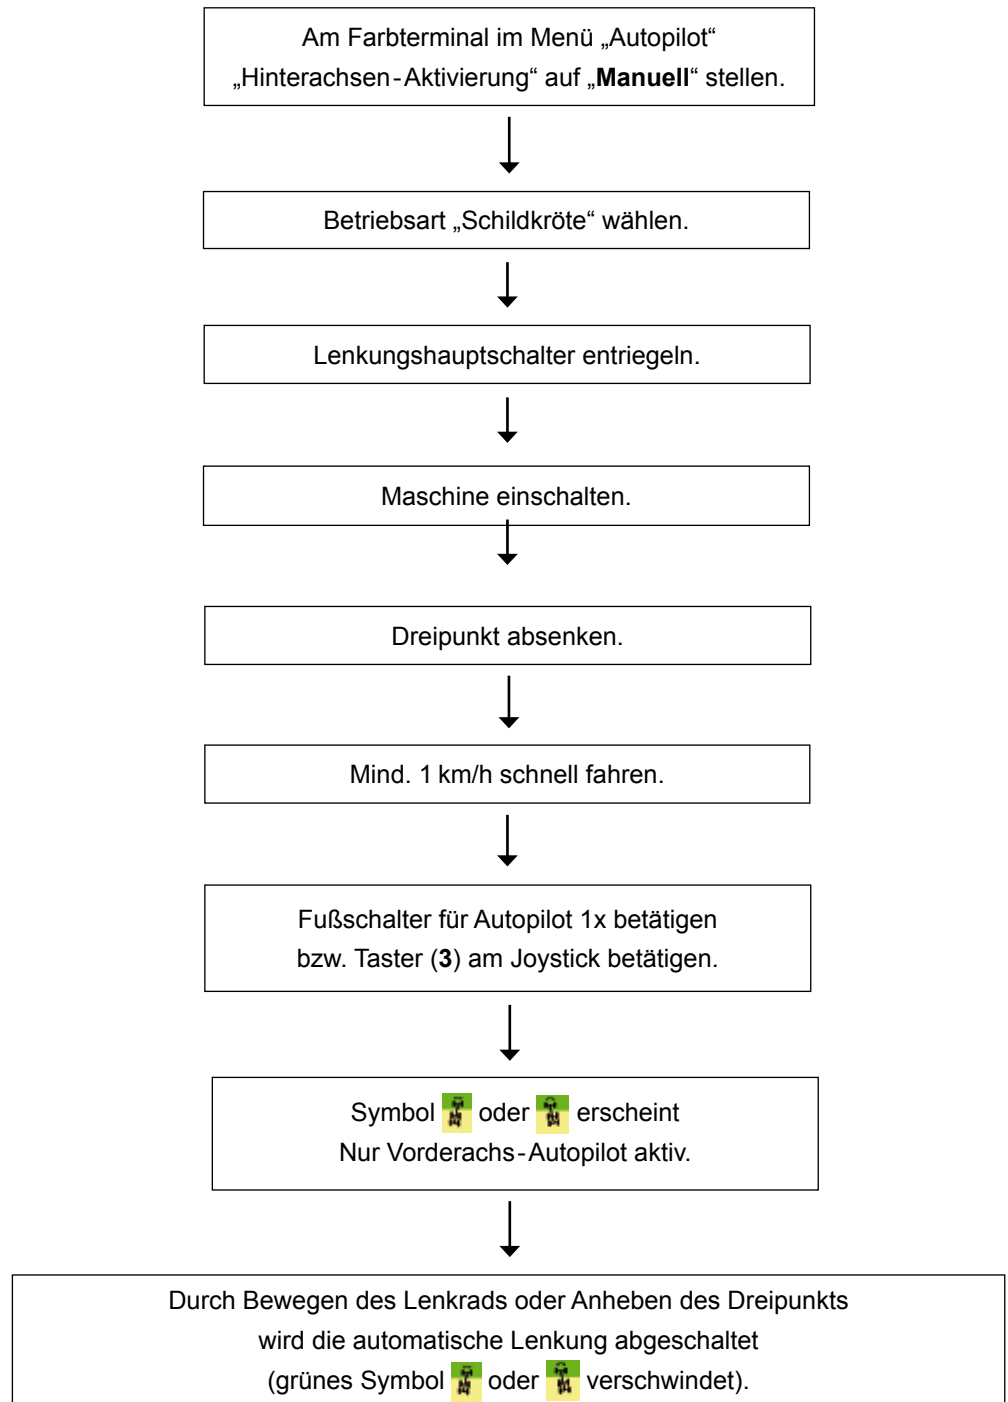 Am Farbterminal im Menü „Autopilot“
„Hinterachsen-Aktivierung“ auf „Manuell“ stellen.
Betriebsart „Schildkröte“ wählen.
Lenkungshauptschalter entriegeln.
Maschine einschalten.
Dreipunkt absenken.
Mind. 1 km/h schnell fahren.
Fußschalter für Autopilot 1x betätigen
bzw. Taster (3) am Joystick betätigen.
Symbol oder erscheint
Nur Vorderachs-Autopilot aktiv.
Durch Bewegen des Lenkrads oder Anheben des Dreipunkts
wird die automatische Lenkung abgeschaltet
(grünes Symbol oder verschwindet).